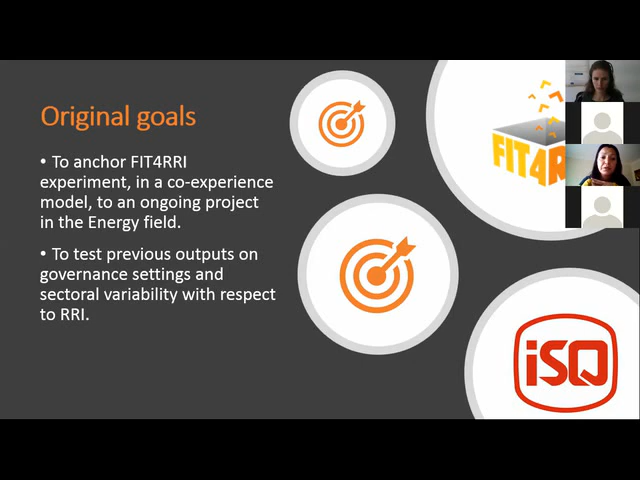 Original goals
• To anchor FIT4RRI
experiment, in a co-experience
model, to an ongoing project
in the Energy field.
• To test previous outputs on
governance settings and
sectoral variability with respect
to RRI.
FIT4R
iSQ